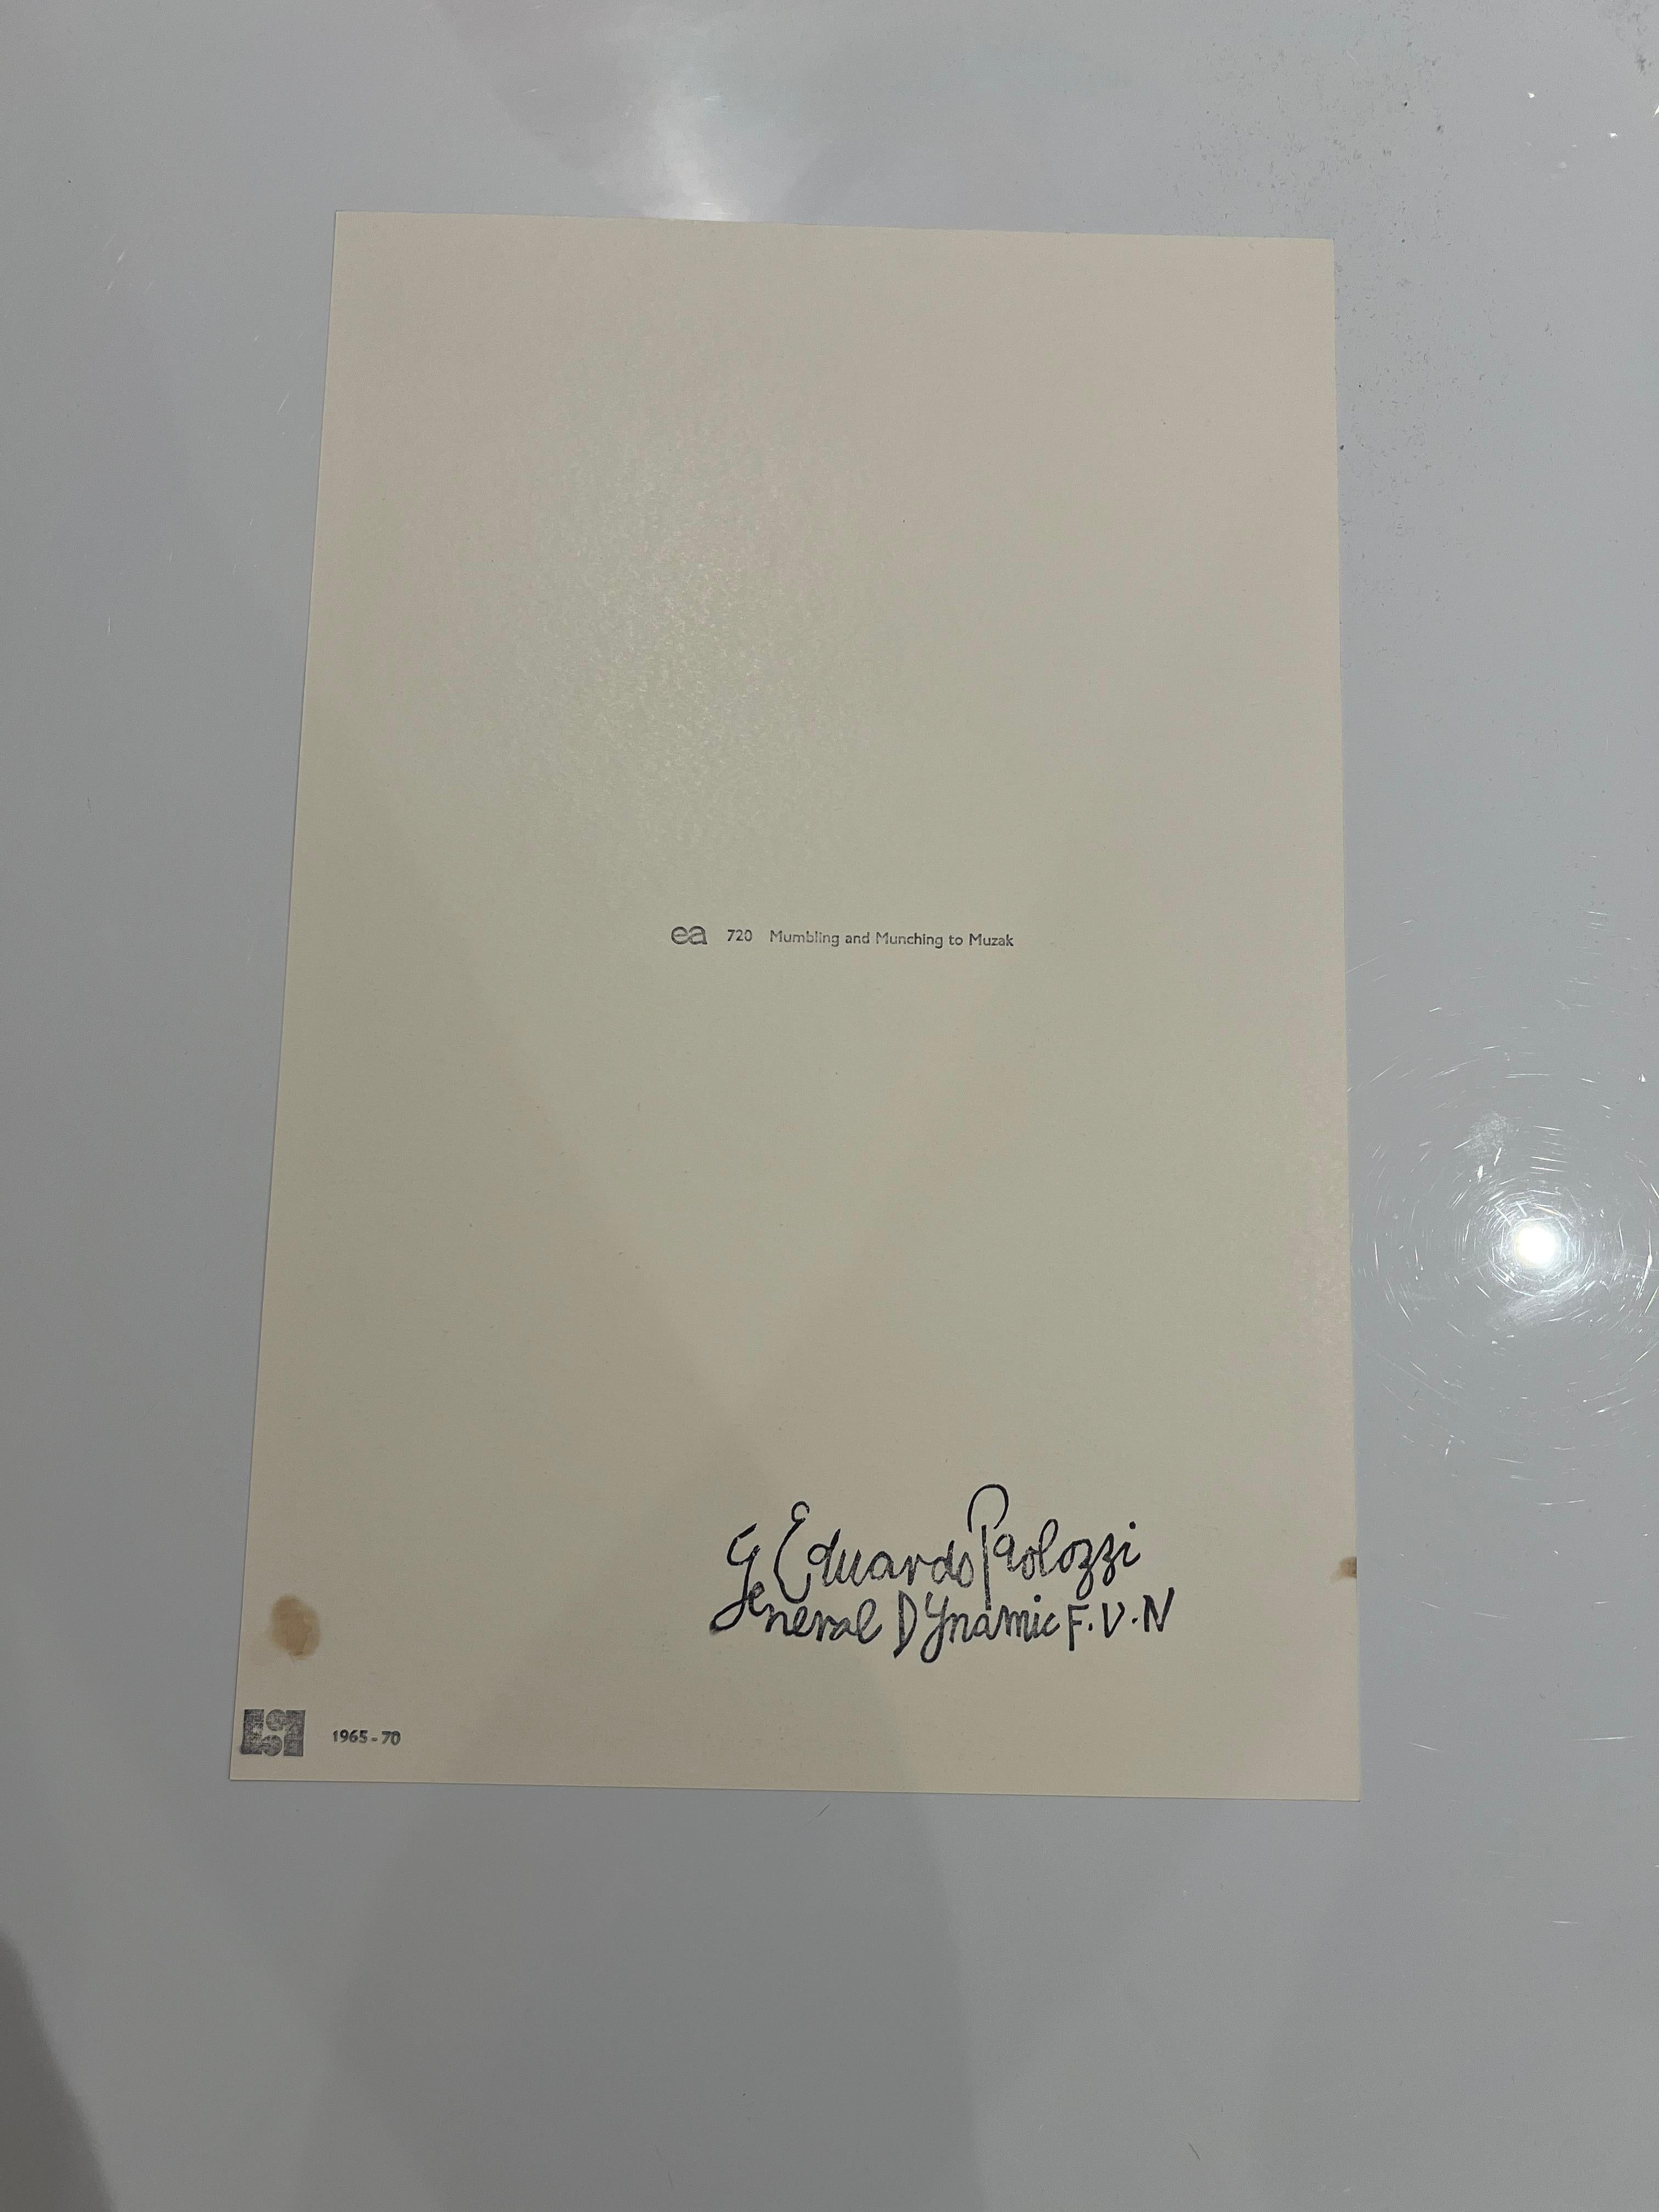 ea 720 Mumbling and Munching to Muzak
Eduardo Paolozzi
General Dynamic F.U.N
1965-70